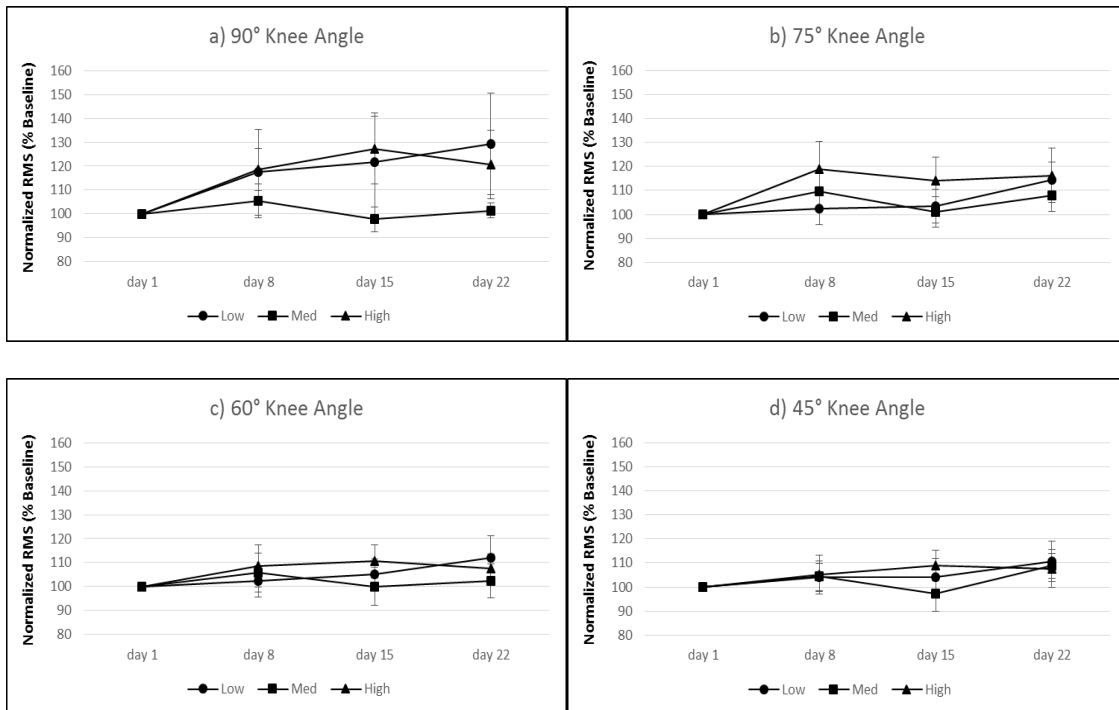 a) 90° Knee Angle
Normalized RMS (% Baseline)
160
150
140
130
120
110
100
90
80
day 1 day 8 day 15 day 22
Low Med High
b) 75° Knee Angle
Normalized RMS (% Baseline)
160
150
140
130
120
110
100
90
80
day 1 day 8 day 15 day 22
Low Med High
c) 60° Knee Angle
Normalized RMS (% Baseline)
160
150
140
130
120
110
100
90
80
day 1 day 8 day 15 day 22
Low Med High
d) 45° Knee Angle
Normalized RMS (% Baseline)
160
150
140
130
120
110
100
90
80
day 1 day 8 day 15 day 22
Low Med High